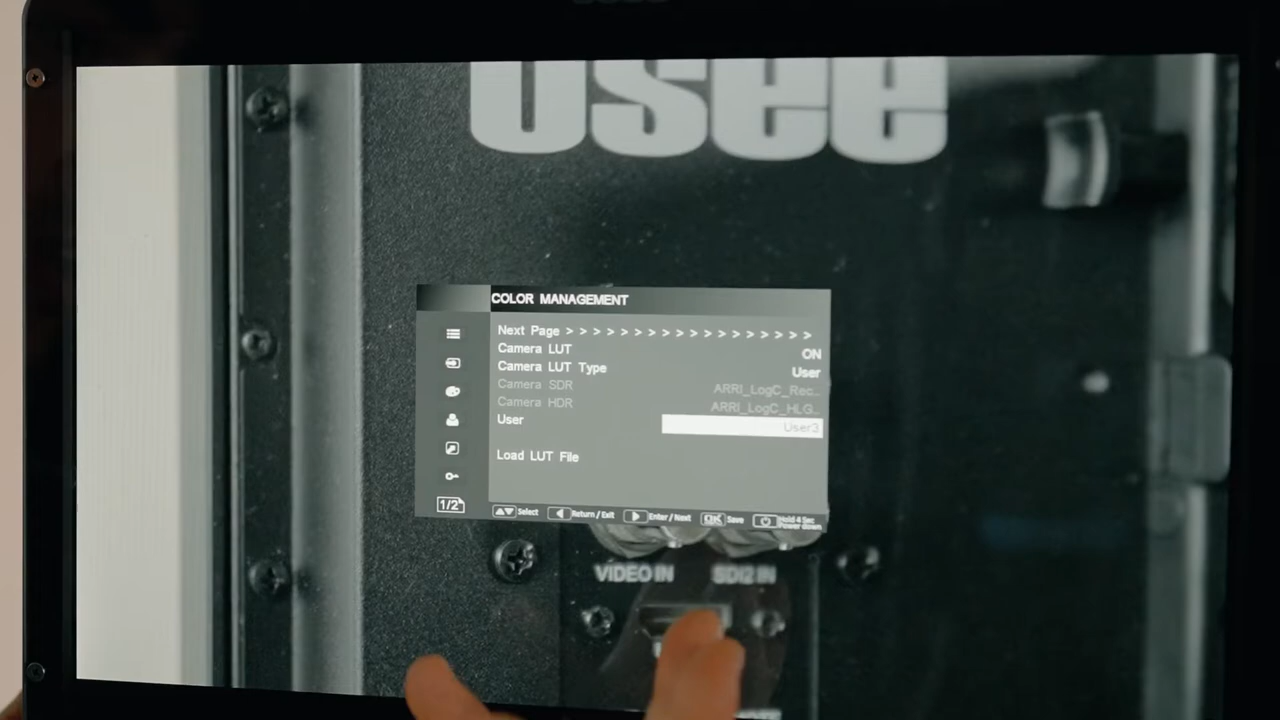 Osee
COLOR MANAGEMENT
Next Page > > > > > > > > > > > > > > > > > >
Camera LUT ON
Camera LUT Type User
Camera SDR ARRI_LogC_Rec..
Camera HDR ARRI_LogC_HLG..
User User3
Load LUT File
1/2 Select Return / Exit Enter / Next OK Save Hold 4 Sec
Power down
VIDEO IN SDI2 IN